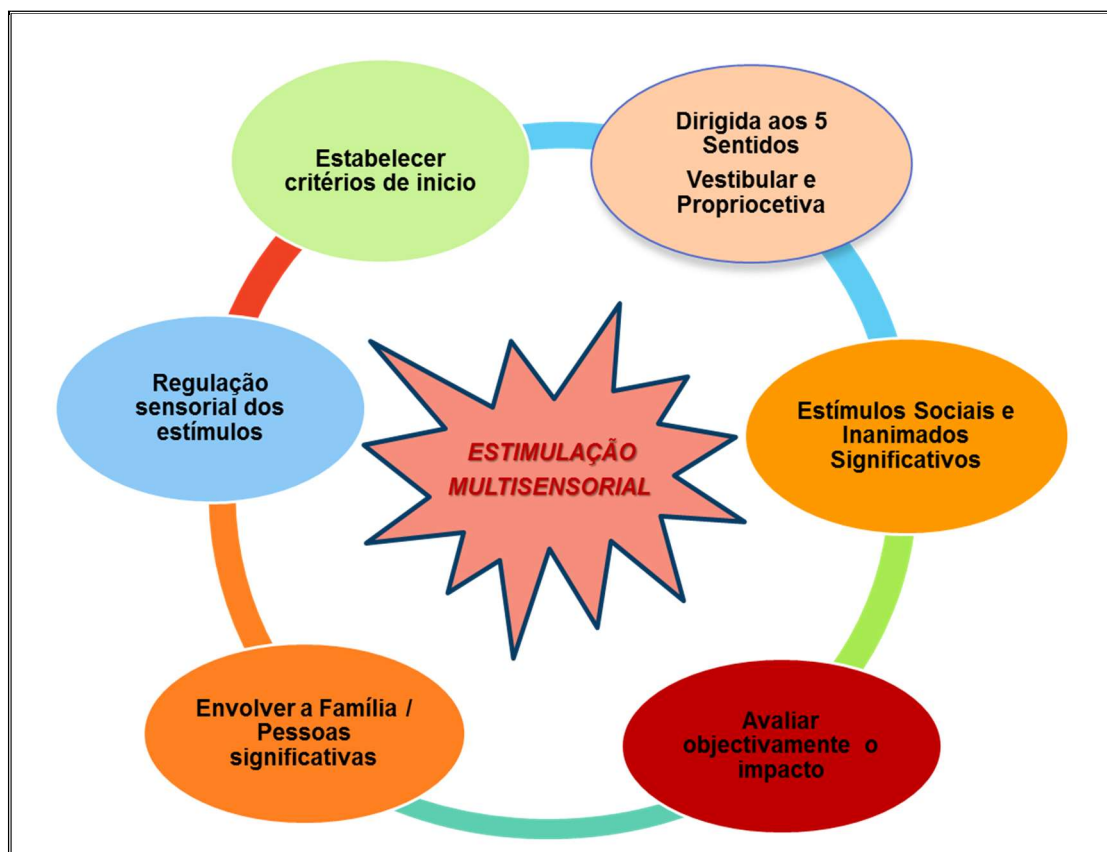 Estabelecer
critérios de inicio
Dirigida aos 5
Sentidos
Vestibular e
Propriocetiva
Estímulos Sociais e
Inanimados
Significativos
Avaliar
objectivamente o
impacto
Envolver a Família /
Pessoas
significativas
Regulação
sensorial dos
estímulos
ESTIMULAÇÃO
MULTISENSORIAL